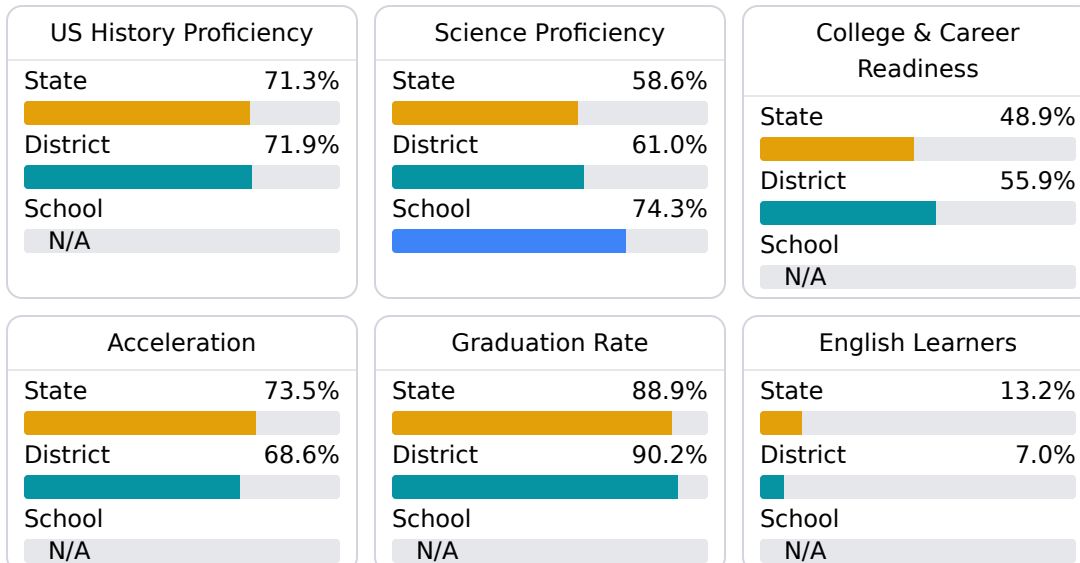 US History Proficiency
State 71.3%
District 71.9%
School
N/A
Science Proficiency
State 58.6%
District 61.0%
School 74.3%
College & Career
Readiness
State 48.9%
District 55.9%
School
N/A
Acceleration
State 73.5%
District 68.6%
School
N/A
Graduation Rate
State 88.9%
District 90.2%
School
N/A
English Learners
State 13.2%
District 7.0%
School
N/A